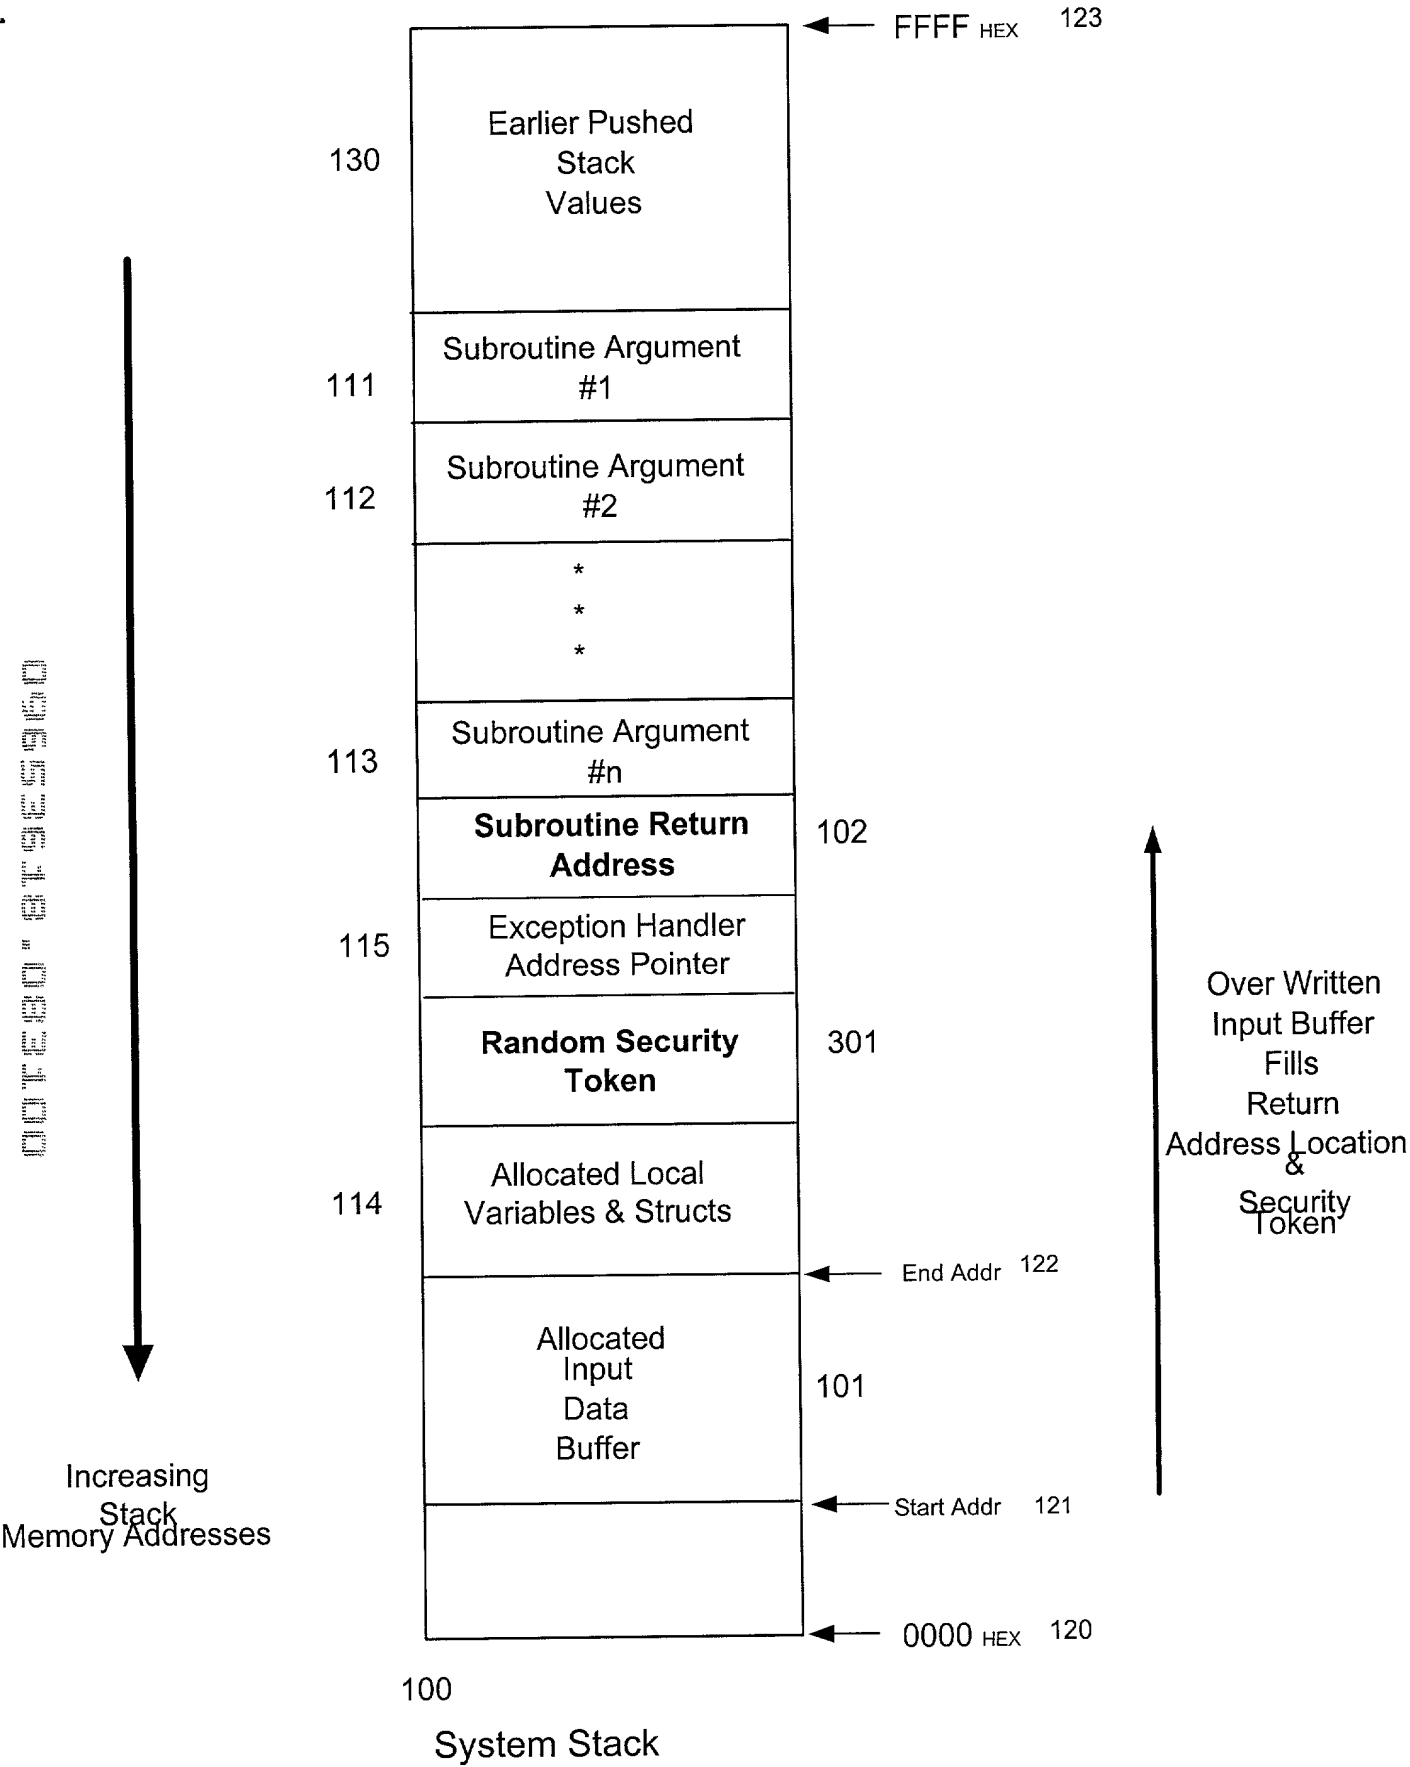 FFFF HEX 123
Earlier Pushed
Stack
Values
130
Subroutine Argument
#1
111
Subroutine Argument
#2
112
*
*
*
Subroutine Argument
#n
113
Subroutine Return
Address
102
Exception Handler
Address Pointer
115
Random Security
Token
301
Allocated Local
Variables & Structs
114
End Addr 122
Allocated
Input
Data
Buffer
101
Start Addr 121
0000 HEX 120
Increasing
Stack
Memory Addresses
Over Written
Input Buffer
Fills
Return
Address Location
&
Security
Token
100
System Stack